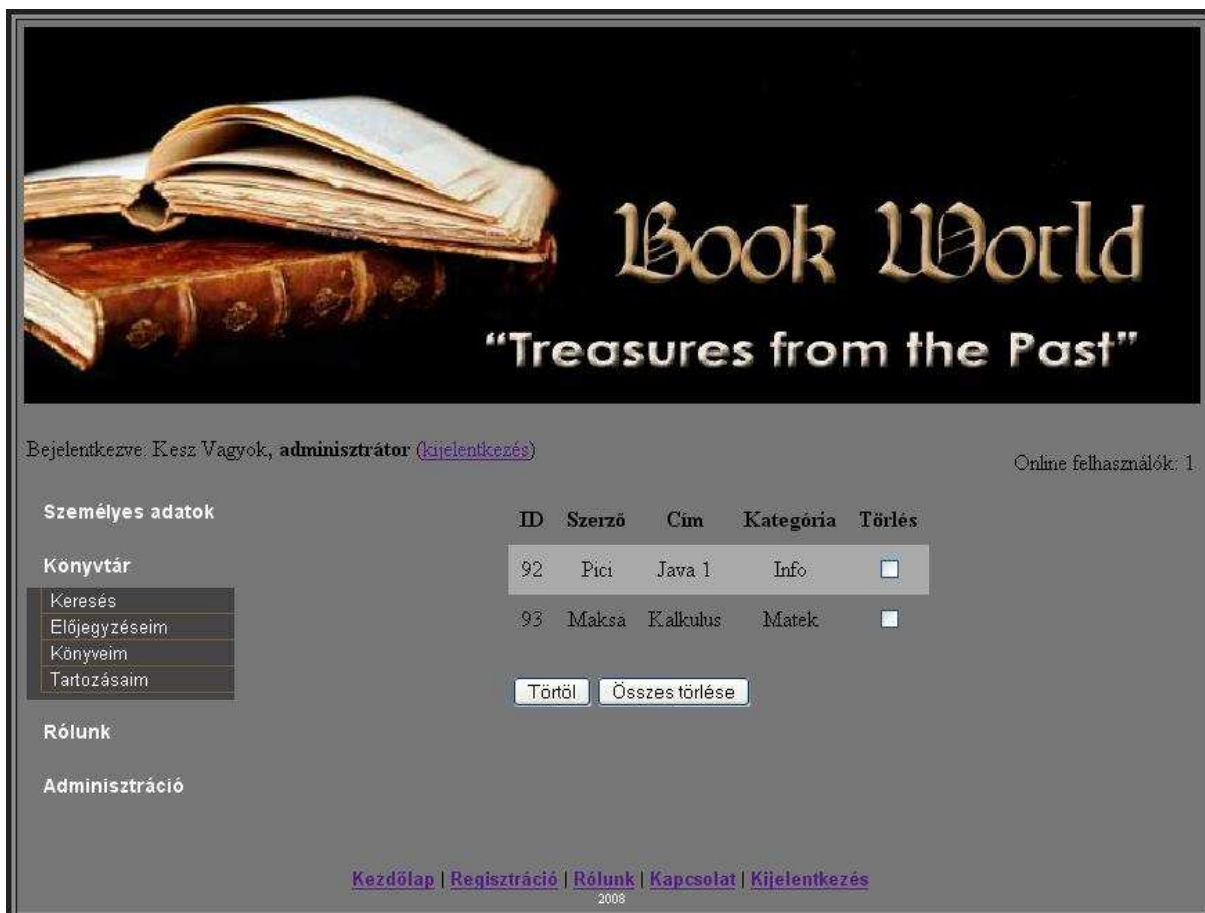 Book World
“Treasures from the Past”
Bejelentkezve: Kesz Vagyok, adminisztrátor (kijelentkezés)
Online felhasználók: 1
Személyes adatok
Könyvtár
Keresés
Előjegyzéseim
Könyveim
Tartozásaim
Rólunk
Adminisztráció
ID Szerző Cím Kategória Törlés
92 Pici Java 1 Info
93 Maksa Kalkulus Matek
Törtöl Összes törlése
Kezdőlap | Regisztráció | Rólunk | Kapcsolat | Kijelentkezés
2008